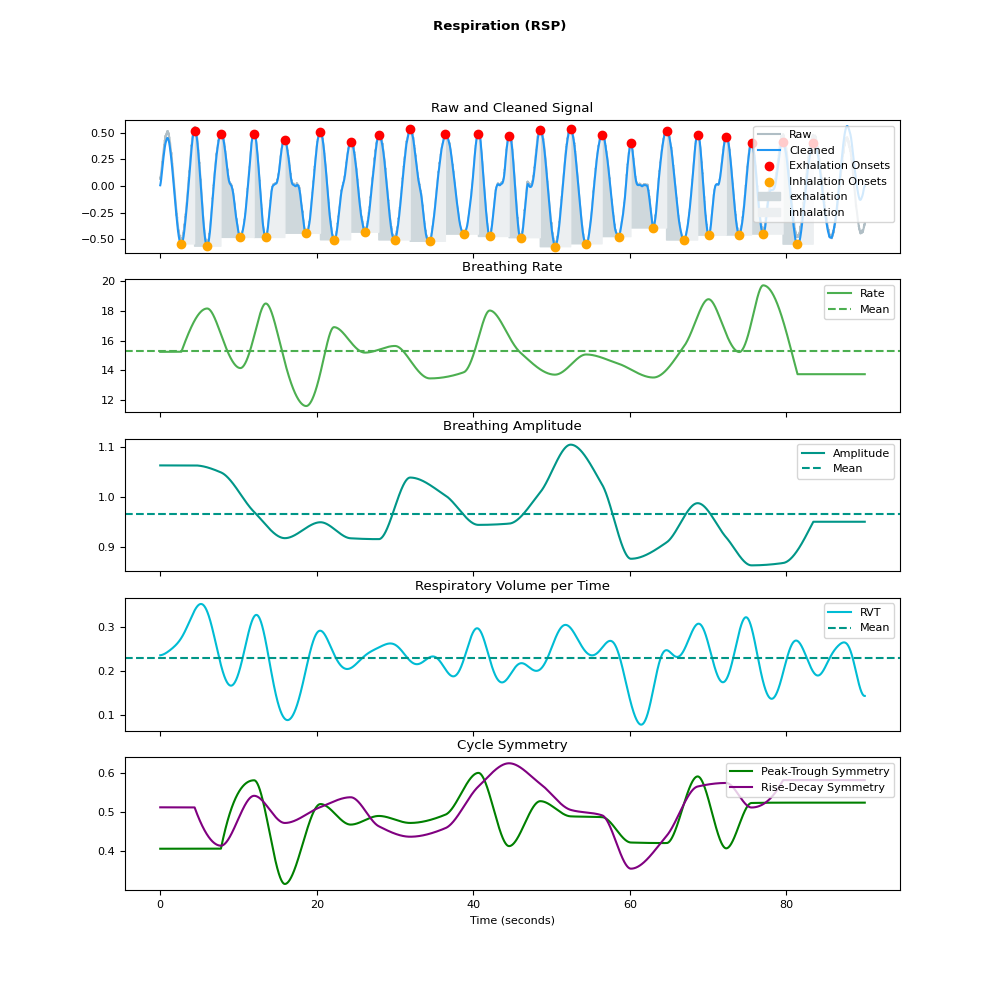 Respiration (RSP)
Raw and Cleaned Signal
0.50
0.25
0.00
−0.25
−0.50
Raw
Cleaned
Exhalation Onsets
Inhalation Onsets
exhalation
inhalation
Breathing Rate
20
18
16
14
12
Rate
Mean
Breathing Amplitude
1.1
1.0
0.9
Amplitude
Mean
Respiratory Volume per Time
0.3
0.2
0.1
RVT
Mean
Cycle Symmetry
0.6
0.5
0.4
Peak-Trough Symmetry
Rise-Decay Symmetry
0 20 40 60 80
Time (seconds)